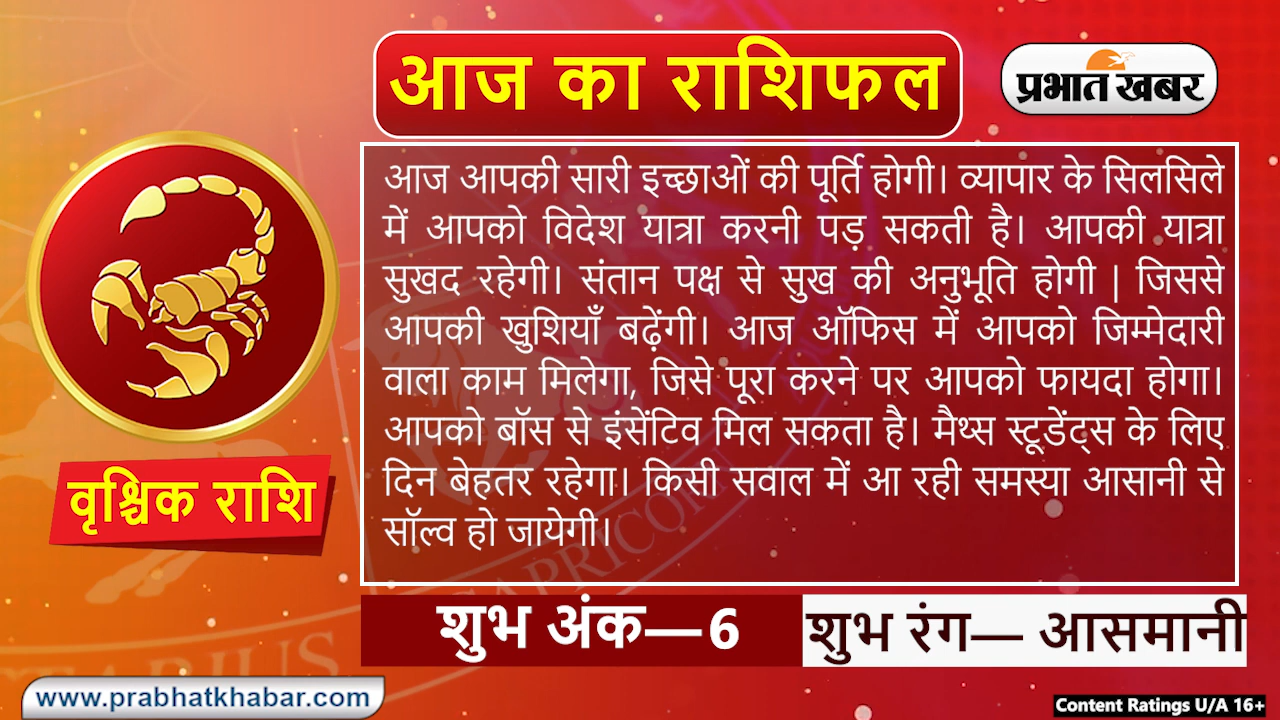 आज का राशिफल
प्रभात खबर
आज आपकी सारी इच्छाओं की पूर्ति होगी। व्यापार के सिलसिले
में आपको विदेश यात्रा करनी पड़ सकती है। आपकी यात्रा
सुखद रहेगी। संतान पक्ष से सुख की अनुभूति होगी | जिससे
आपकी खुशियाँ बढ़ेंगी। आज ऑफिस में आपको जिम्मेदारी
वाला काम मिलेगा, जिसे पूरा करने पर आपको फायदा होगा।
आपको बॉस से इंसेंटिव मिल सकता है। मैथ्स स्टूडेंट्स के लिए
दिन बेहतर रहेगा। किसी सवाल में आ रही समस्या आसानी से
सॉल्व हो जायेगी।
वृश्चिक राशि
CAPRICORN
शुभ अंक—6
शुभ रंग— आसमानी
www.prabhatkhabar.com
Content Ratings U/A 16+